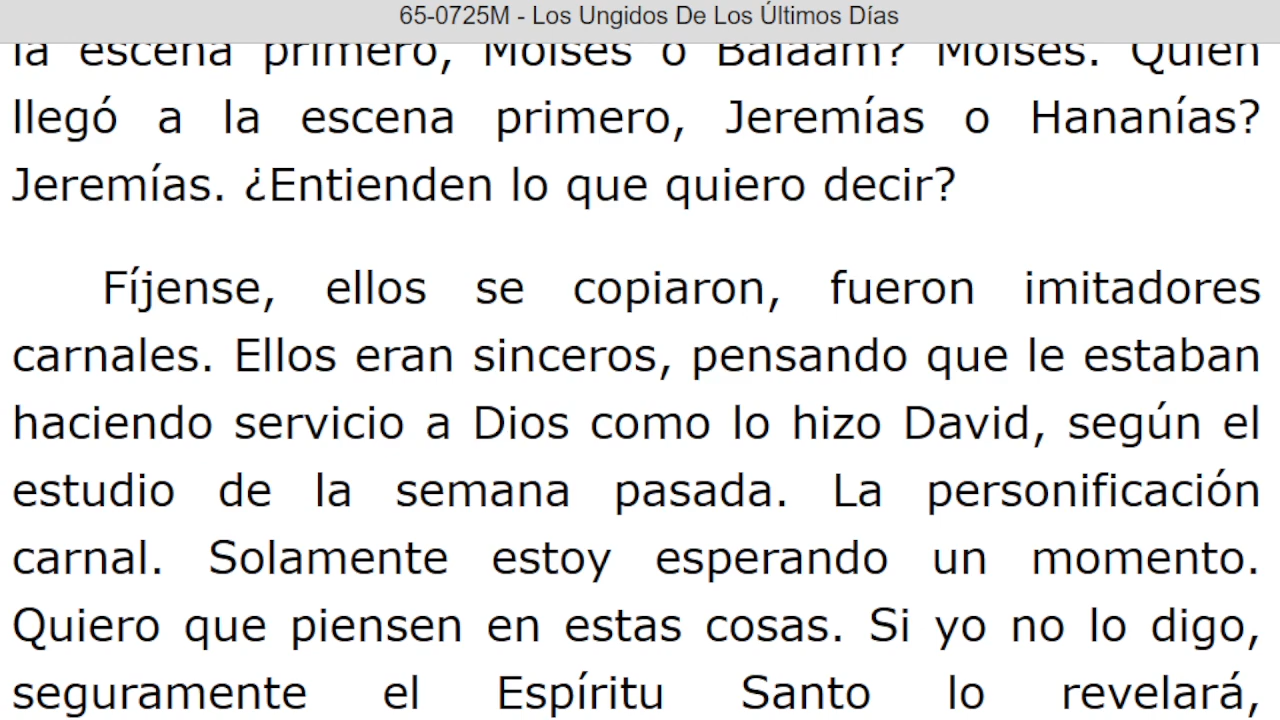 65-0725M - Los Ungidos De Los Últimos Días
la escena primero, Moisés o Balaam? Moisés. Quién
llegó a la escena primero, Jeremías o Hananías?
Jeremías. ¿Entienden lo que quiero decir?
Fíjense, ellos se copiaron, fueron imitadores
carnales. Ellos eran sinceros, pensando que le estaban
haciendo servicio a Dios como lo hizo David, según el
estudio de la semana pasada. La personificación
carnal. Solamente estoy esperando un momento.
Quiero que piensen en estas cosas. Si yo no lo digo,
seguramente el Espíritu Santo lo revelará,